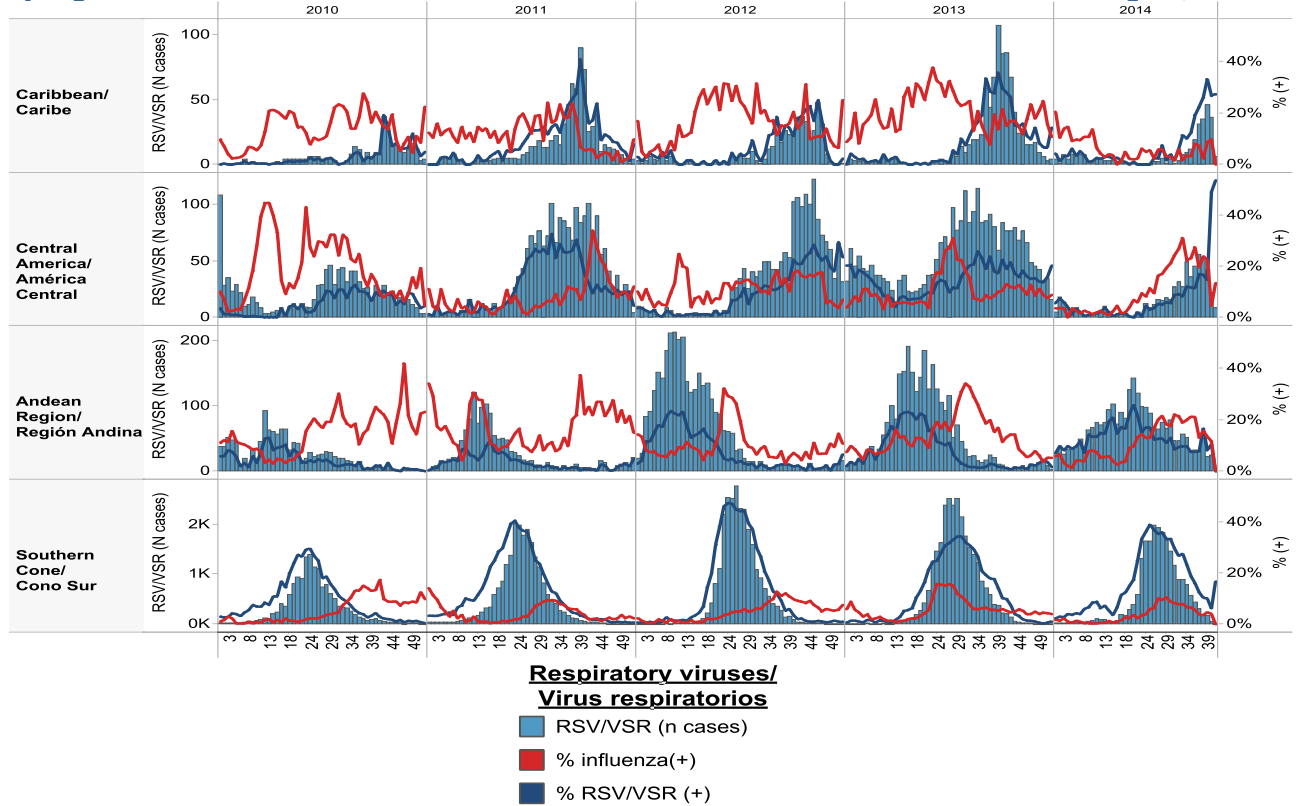 2010 2011 2012 2013 2014
Caribbean/
Caribe
RSV/VSR (N cases)
100
50
0
40%
20%
0%
% (+)
Central
America/
América
Central
RSV/VSR (N cases)
100
50
0
40%
20%
0%
% (+)
Andean
Region/
Región Andina
RSV/VSR (N cases)
200
100
0
40%
20%
0%
% (+)
Southern
Cone/
Cono Sur
RSV/VSR (N cases)
2K
1K
0K
40%
20%
0%
% (+)
3 8 13 18 24 29 34 39 44 49 3 8 13 18 24 29 34 39 44 49 3 8 13 18 24 29 34 39 44 49 3 8 13 18 24 29 34 39 44 49 3 8 13 18 24 29 34 39
Respiratory viruses/
Virus respiratorios
RSV/VSR (n cases)
% influenza(+)
% RSV/VSR (+)